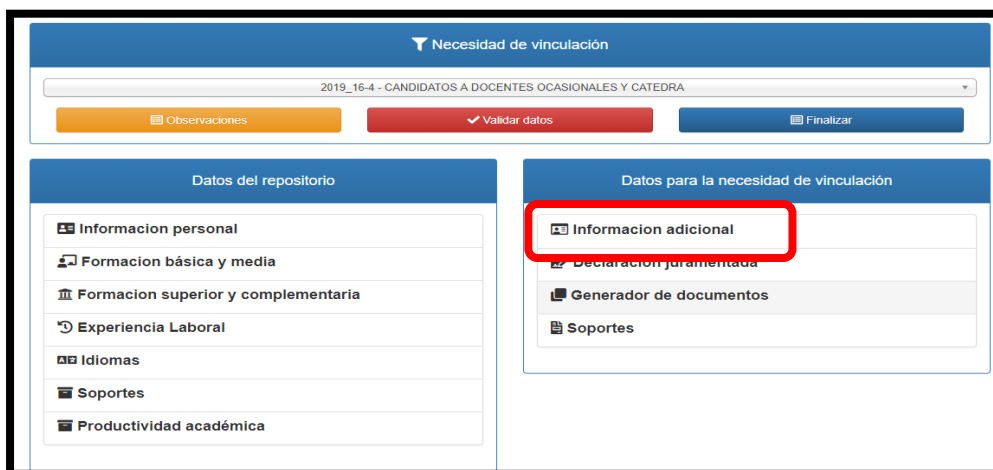 Necesidad de vinculación
2019_16-4 - CANDIDATOS A DOCENTES OCASIONALES Y CATEDRA
Observaciones
Validar datos
Finalizar
Datos del repositorio
Informacion personal
Formacion básica y media
Formacion superior y complementaria
Experiencia Laboral
Idiomas
Soportes
Productividad académica
Datos para la necesidad de vinculación
Informacion adicional
Declaración juramentada
Generador de documentos
Soportes